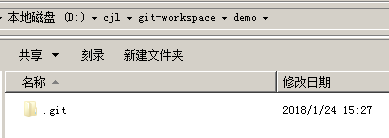 本地磁盘 (D:) ▸ cjl ▸ git-workspace ▸ demo ▸
共享 ▼ 刻录 新建文件夹
名称 修改日期
.git 2018/1/24 15:27